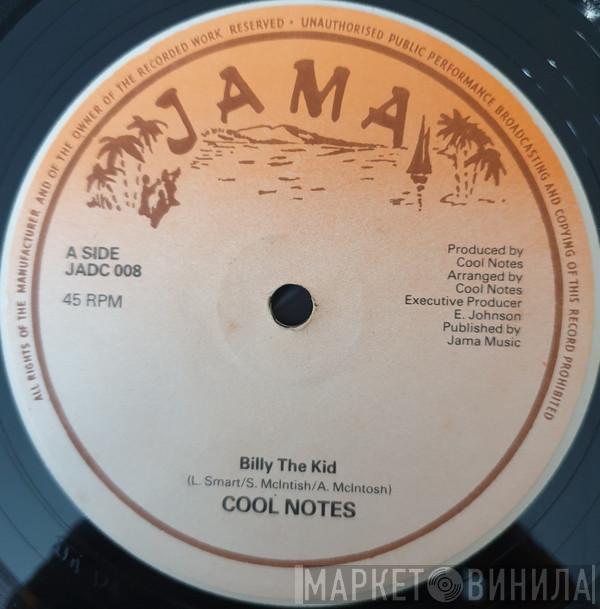 ALL RIGHTS OF THE MANUFACTURER AND OF THE OWNER OF THE RECORDED WORK RESERVED · UNAUTHORISED PUBLIC PERFORMANCE BROADCASTING AND COPYING OF THIS RECORD PROHIBITED
JAMA
A SIDE
JADC 008
45 RPM
Produced by
Cool Notes
Arranged by
Cool Notes
Executive Producer
E. Johnson
Published by
Jama Music
Billy The Kid
(L. Smart/S. McIntish/A. McIntosh)
COOL NOTES
МАРКЕТ ВИНИЛА